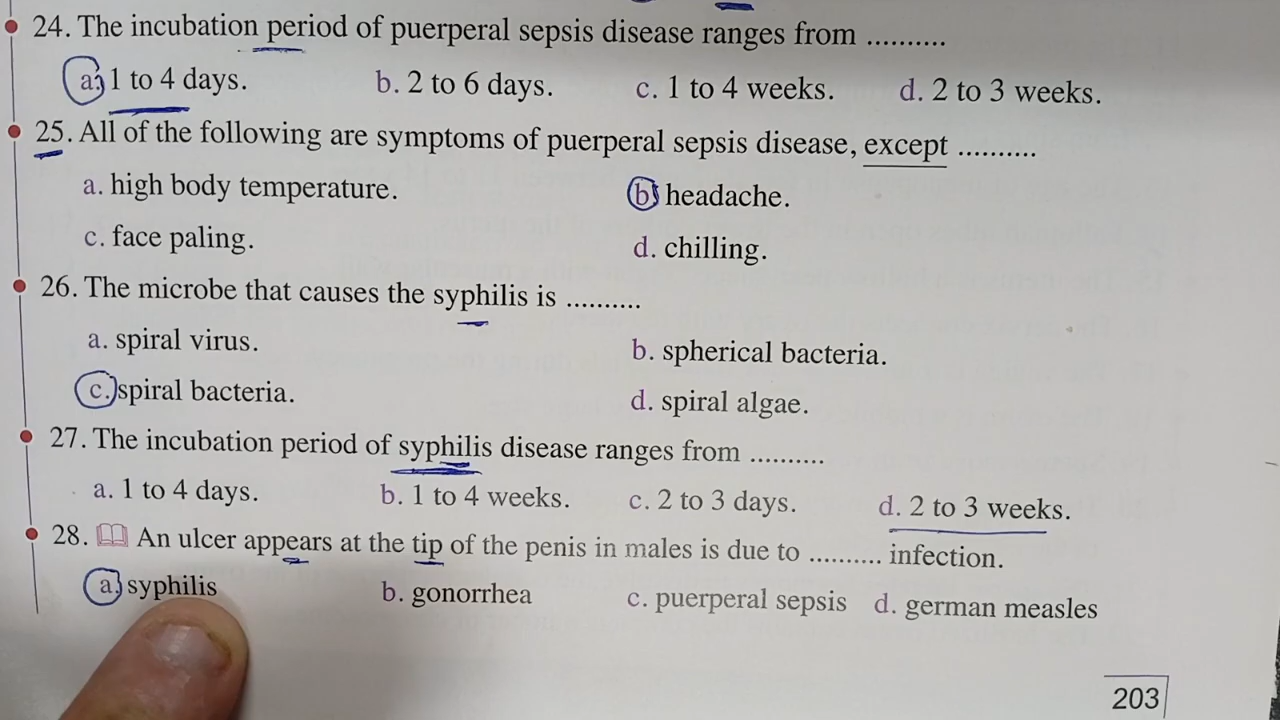 24. The incubation period of puerperal sepsis disease ranges from ..........
a. 1 to 4 days. b. 2 to 6 days. c. 1 to 4 weeks. d. 2 to 3 weeks.
25. All of the following are symptoms of puerperal sepsis disease, except ..........
a. high body temperature. b. headache.
c. face paling. d. chilling.
26. The microbe that causes the syphilis is ..........
a. spiral virus. b. spherical bacteria.
c. spiral bacteria. d. spiral algae.
27. The incubation period of syphilis disease ranges from ..........
a. 1 to 4 days. b. 1 to 4 weeks. c. 2 to 3 days. d. 2 to 3 weeks.
28. An ulcer appears at the tip of the penis in males is due to .......... infection.
a. syphilis b. gonorrhea c. puerperal sepsis d. german measles
203